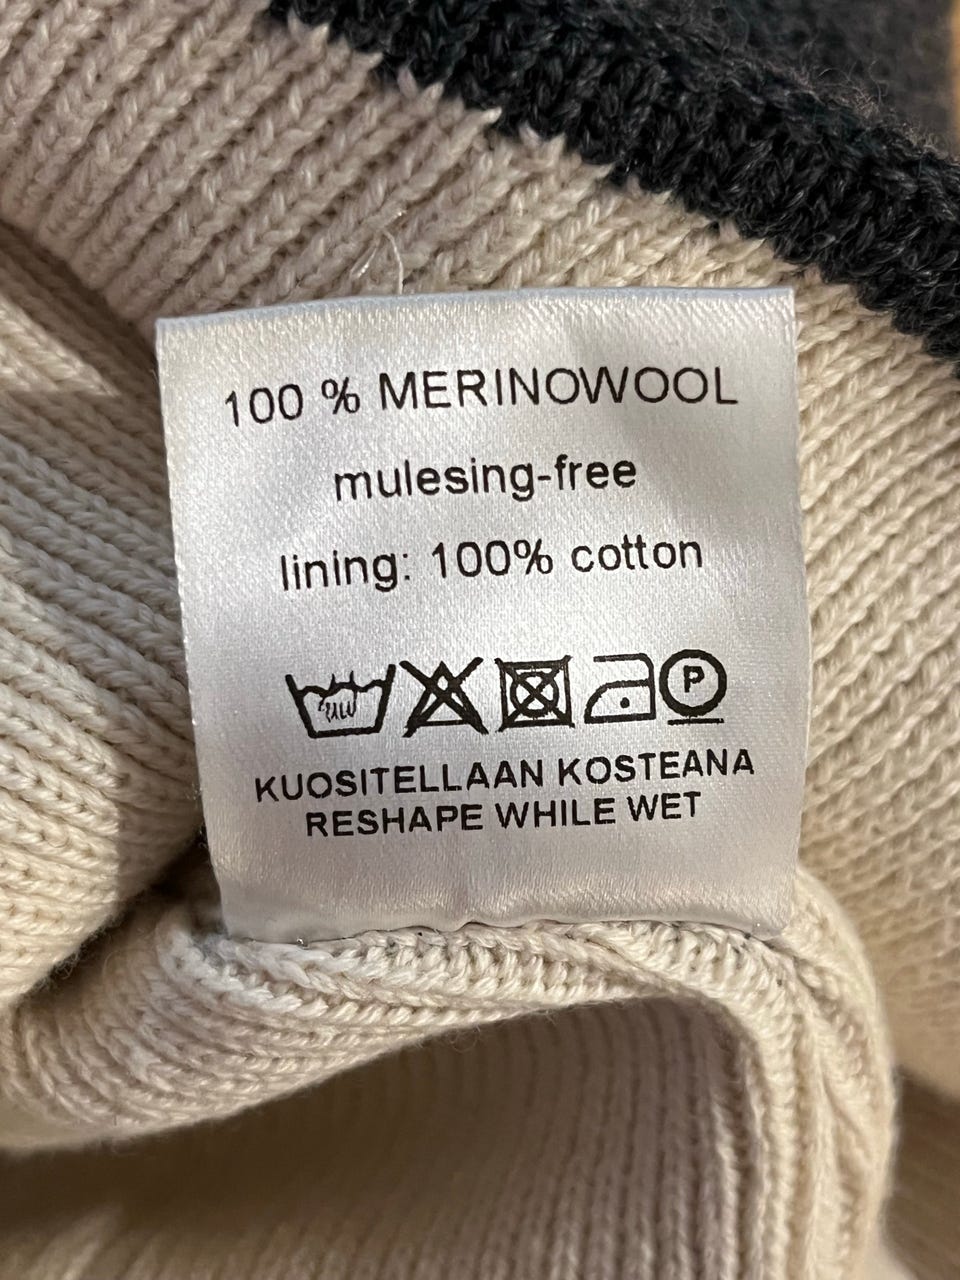 100 % MERINOWOOL
mulesing-free
lining: 100% cotton
P
KUOSITELLAAN KOSTEANA
RESHAPE WHILE WET